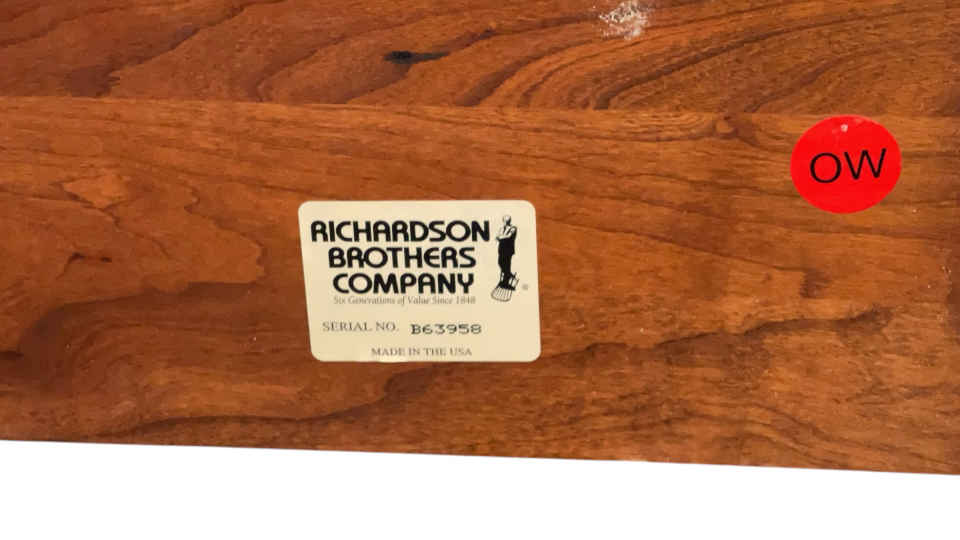 RICHARDSON
BROTHERS
COMPANY
®
Six Generations of Value Since 1848
SERIAL NO. B63958
MADE IN THE USA
OW